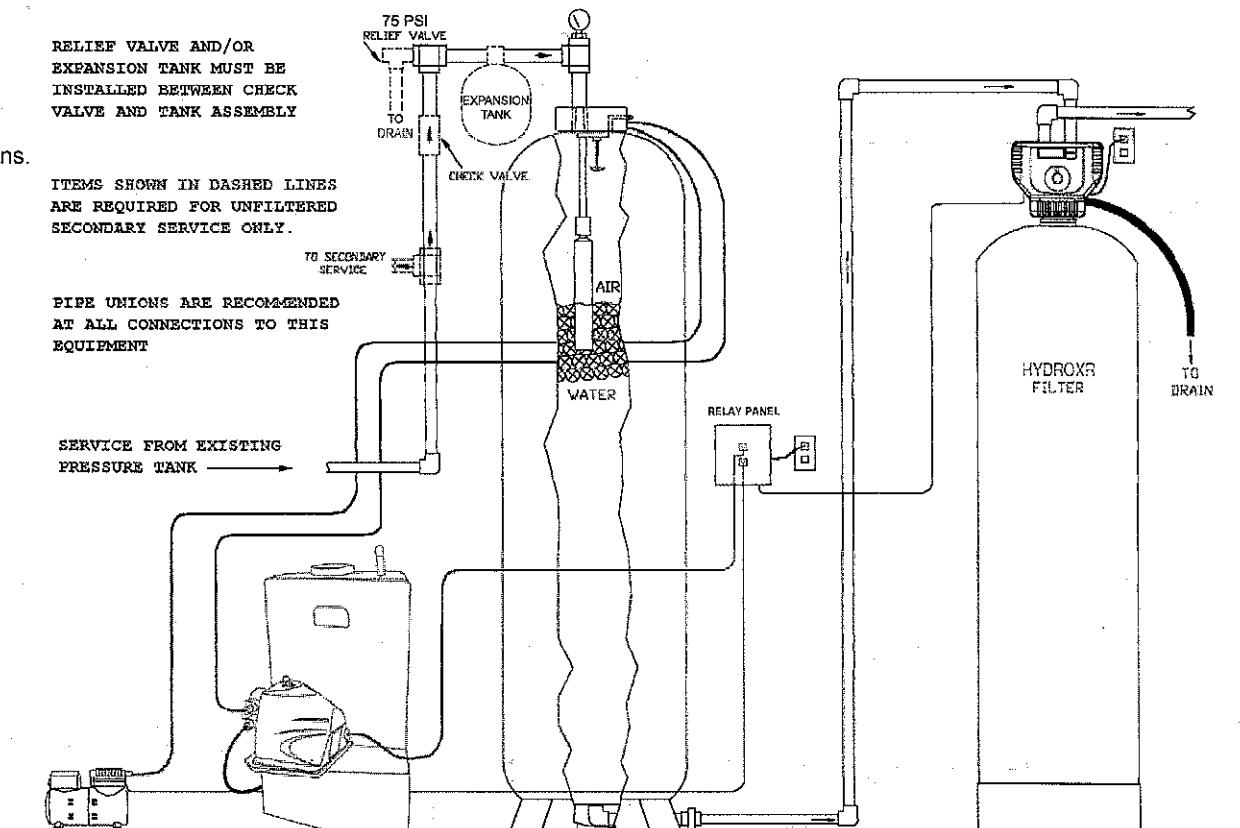 75 PSI
RELIEF VALVE
RELIEF VALVE AND/OR
EXPANSION TANK MUST BE
INSTALLED BETWEEN CHECK
VALVE AND TANK ASSEMBLY
EXPANSION
TANK
TO
DRAIN
ns.
CHECK VALVE
ITEMS SHOWN IN DASHED LINES
ARE REQUIRED FOR UNFILTERED
SECONDARY SERVICE ONLY.
TO SECONDARY
SERVICE
PIPE UNIONS ARE RECOMMENDED
AT ALL CONNECTIONS TO THIS
EQUIPMENT
AIR
WATER
HYDROXR
FILTER
TO
DRAIN
RELAY PANEL
SERVICE FROM EXISTING
PRESSURE TANK